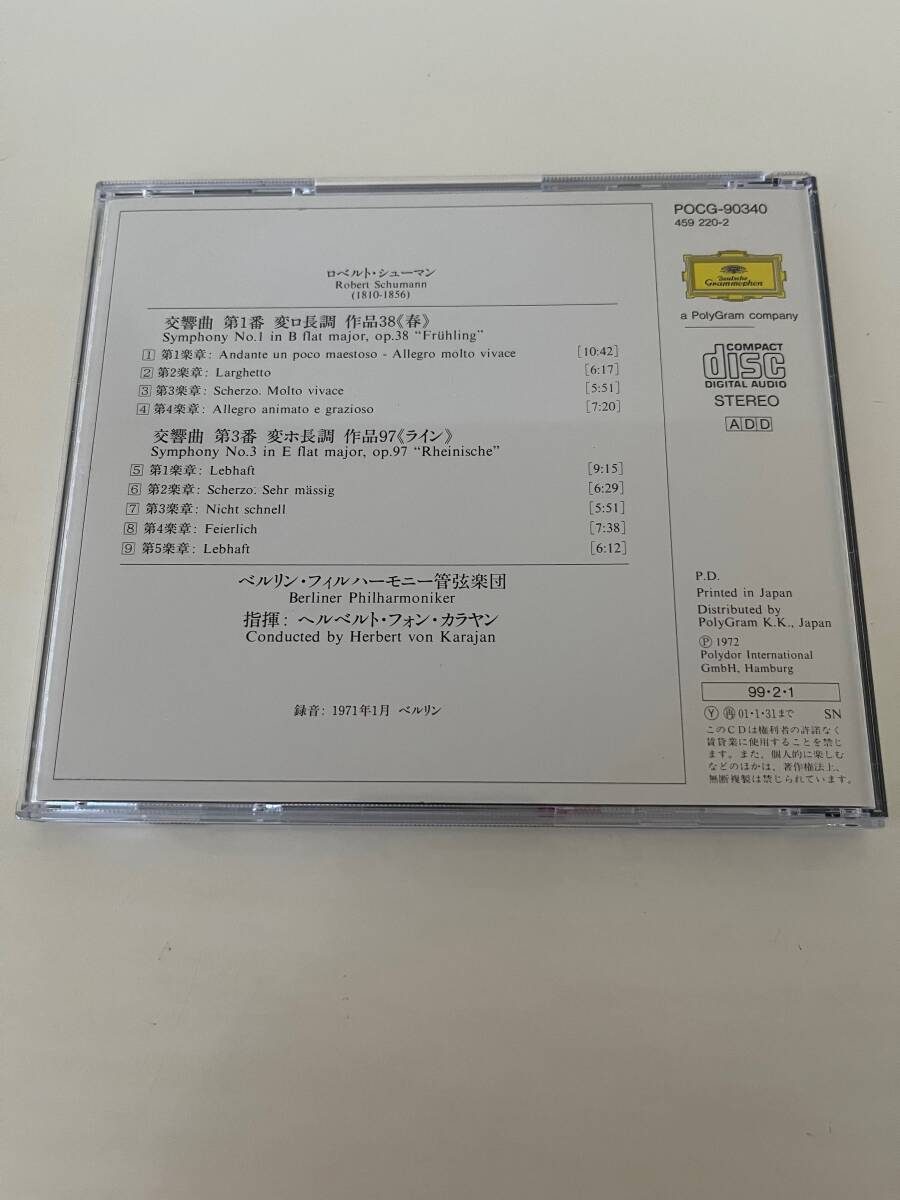 ロベルト・シューマン
Robert Schumann
(1810-1856)
交響曲 第1番 変ロ長調 作品38《春》
Symphony No.1 in B flat major, op.38 “Frühling”
1 第1楽章: Andante un poco maestoso - Allegro molto vivace [10:42]
2 第2楽章: Larghetto [6:17]
3 第3楽章: Scherzo. Molto vivace [5:51]
4 第4楽章: Allegro animato e grazioso [7:20]
交響曲 第3番 変ホ長調 作品97《ライン》
Symphony No.3 in E flat major, op.97 “Rheinische”
5 第1楽章: Lebhaft [9:15]
6 第2楽章: Scherzo. Sehr mässig [6:29]
7 第3楽章: Nicht schnell [5:51]
8 第4楽章: Feierlich [7:38]
9 第5楽章: Lebhaft [6:12]
ベルリン・フィルハーモニー管弦楽団
Berliner Philharmoniker
指揮: ヘルベルト・フォン・カラヤン
Conducted by Herbert von Karajan
録音: 1971年1月 ベルリン
POCG-90340
459 220-2
Deutsche
Grammophon
a PolyGram company
COMPACT
disc
DIGITAL AUDIO
STEREO
ADD
P.D.
Printed in Japan
Distributed by
PolyGram K.K., Japan
Ⓟ 1972
Polydor International
GmbH, Hamburg
99・2・1
Ⓨ ㊞01・1・31まで SN
このCDは権利者の許諾なく
賃貸業に使用することを禁じ
ます。また、個人的に楽しむ
などのほかは、著作権法上、
無断複製は禁じられています。